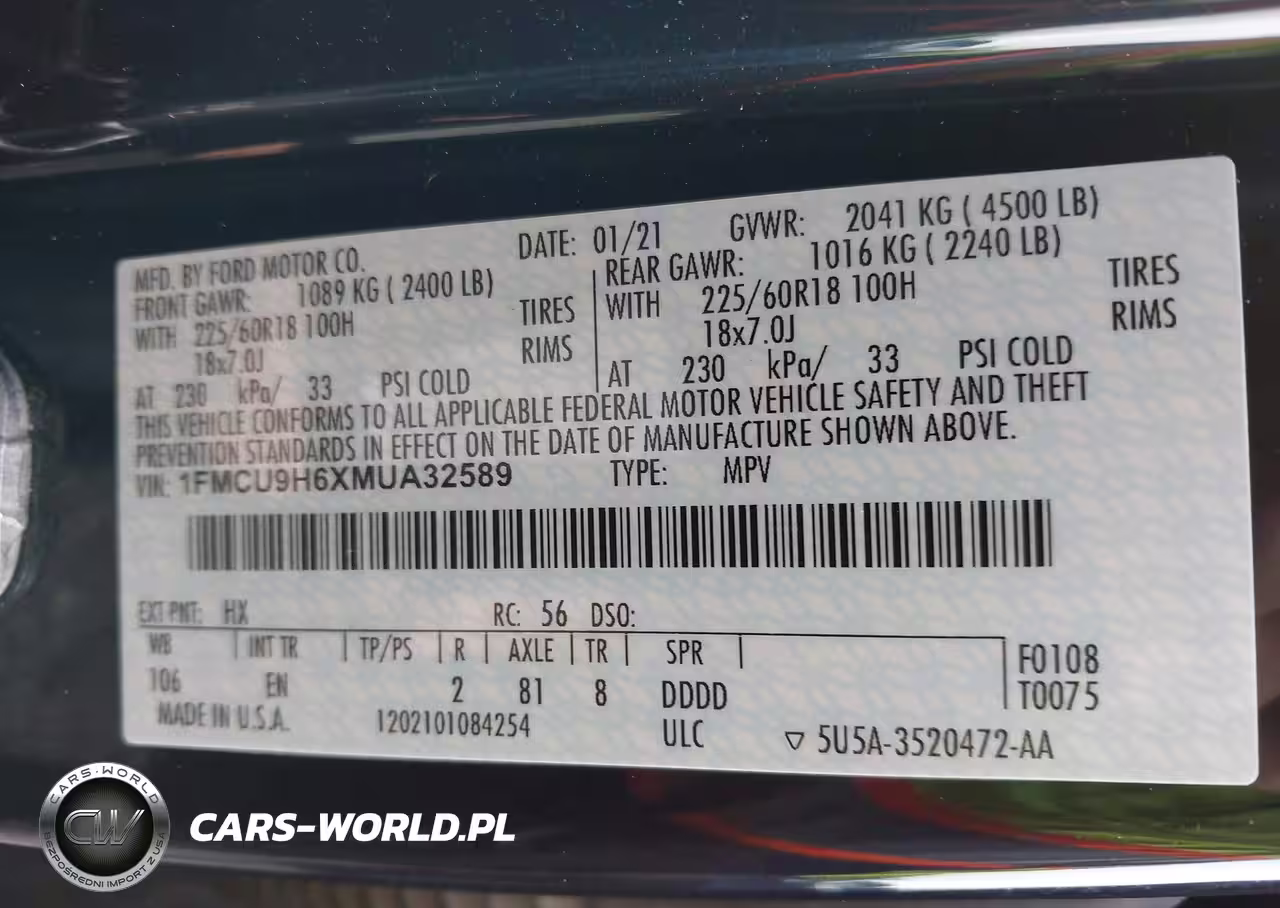 MFD. BY FORD MOTOR CO. DATE: 01/21 GVWR: 2041 KG ( 4500 LB)
FRONT GAWR: 1089 KG ( 2400 LB) REAR GAWR: 1016 KG ( 2240 LB)
WITH 225/60R18 100H TIRES WITH 225/60R18 100H TIRES
18x7.0J RIMS 18x7.0J RIMS
AT 230 kPa/ 33 PSI COLD AT 230 kPa/ 33 PSI COLD
THIS VEHICLE CONFORMS TO ALL APPLICABLE FEDERAL MOTOR VEHICLE SAFETY AND THEFT
PREVENTION STANDARDS IN EFFECT ON THE DATE OF MANUFACTURE SHOWN ABOVE.
VIN: 1FMCU9H6XMUA32589 TYPE: MPV
EXT PNT: HX RC: 56 DSO:
WB INT TR TP/PS R AXLE TR SPR F0108
106 EN 2 81 8 DDDD T0075
MADE IN U.S.A. 1202101084254 ULC ▽ 5U5A-3520472-AA
CARS-WORLD
CW
BEZPOŚREDNI IMPORT Z USA
CARS-WORLD.PL